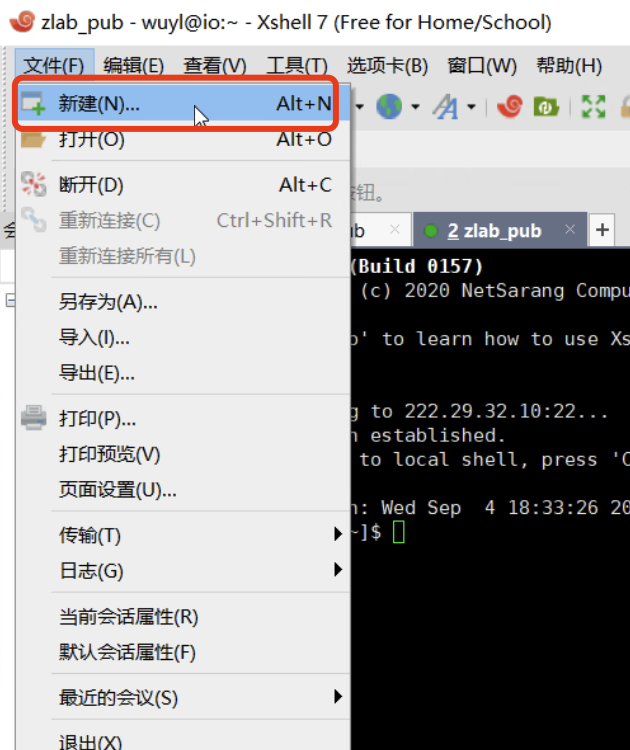 zlab_pub - wuyl@io:~ - Xshell 7 (Free for Home/School)
文件(F) 编辑(E) 查看(V) 工具(T) 选项卡(B) 窗口(W) 帮助(H)
新建(N)... Alt+N
打开(O) Alt+O
断开(D) Alt+C
钮。
重新连接(C) Ctrl+Shift+R
2 zlab_pub × +
重新连接所有(L)
(Build 0157)
(c) 2020 NetSarang Compu
另存为(A)...
导入(I)...
' to learn how to use Xs
导出(E)...
打印(P)...
g to 222.29.32.10:22...
established.
打印预览(V)
to local shell, press 'C
页面设置(U)...
n: Wed Sep 4 18:33:26 20
传输(T)
~]$
日志(G)
当前会话属性(R)
默认会话属性(F)
最近的会议(S)
退出(X)